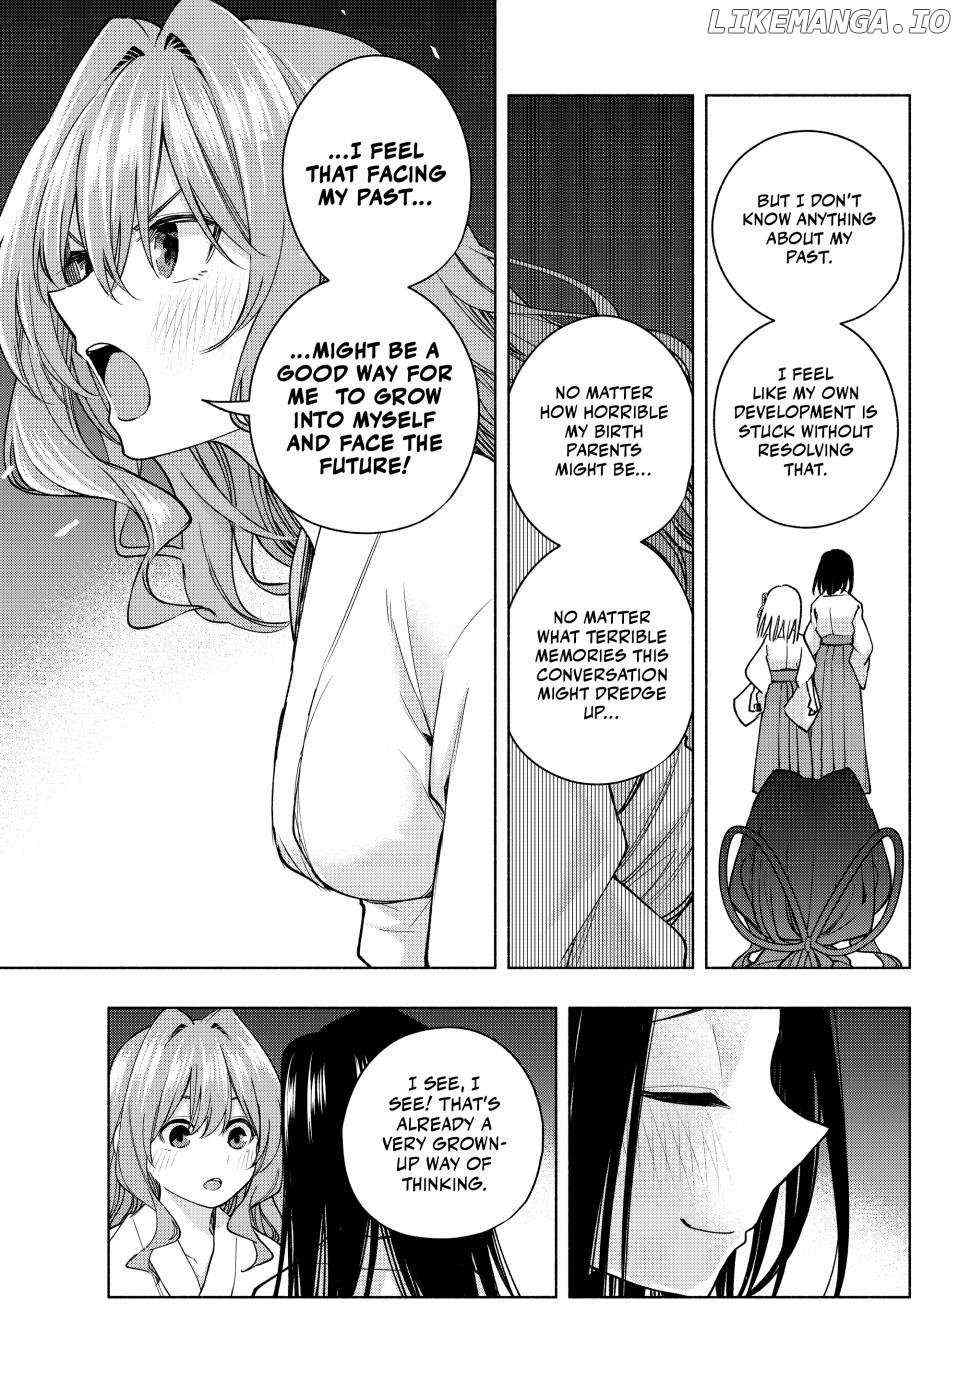 LIKEMANGA.IO
BUT I DON'T
KNOW ANYTHING
ABOUT MY
PAST.
I FEEL
LIKE MY OWN
DEVELOPMENT IS
STUCK WITHOUT
RESOLVING
THAT.
NO MATTER
HOW HORRIBLE
MY BIRTH
PARENTS
MIGHT BE...
NO MATTER
WHAT TERRIBLE
MEMORIES THIS
CONVERSATION
MIGHT DREDGE
UP...
...I FEEL
THAT FACING
MY PAST...
...MIGHT BE A
GOOD WAY FOR
ME TO GROW
INTO MYSELF
AND FACE THE
FUTURE!
I SEE, I
SEE! THAT'S
ALREADY A
VERY GROWN-
UP WAY OF
THINKING.